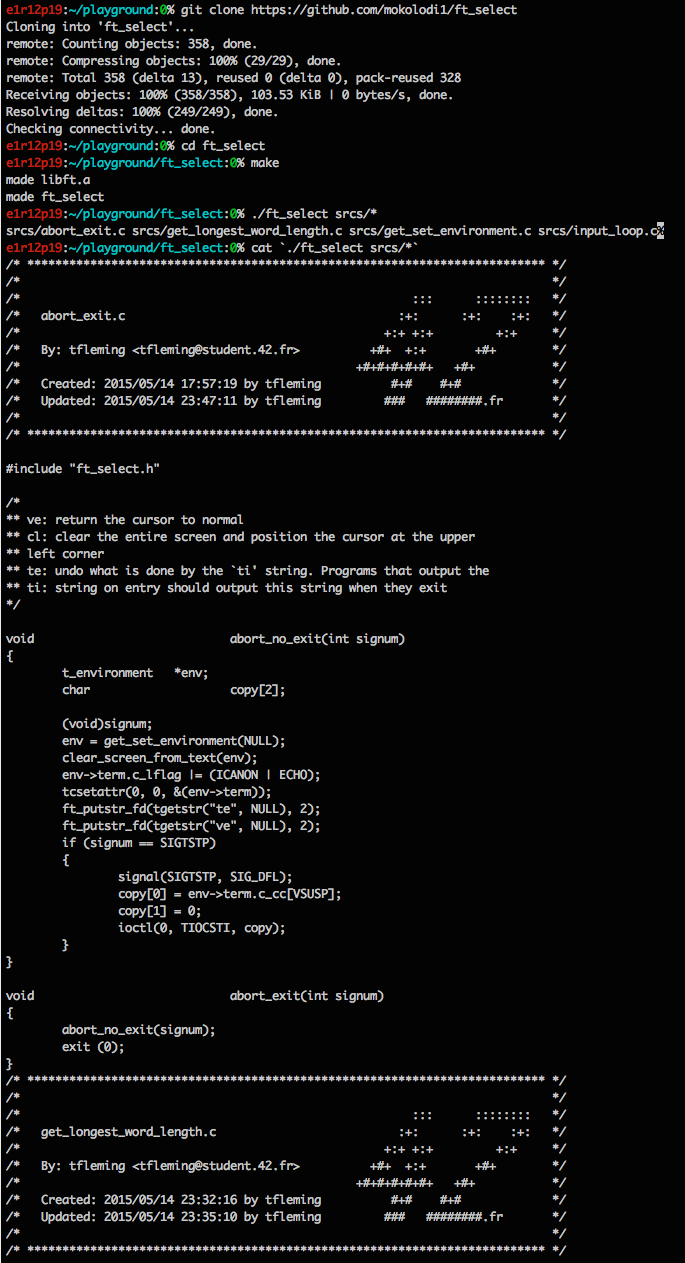 e1r12p19:~/playground:0% git clone https://github.com/mokolodi1/ft_select
Cloning into 'ft_select'...
remote: Counting objects: 358, done.
remote: Compressing objects: 100% (29/29), done.
remote: Total 358 (delta 13), reused 0 (delta 0), pack-reused 328
Receiving objects: 100% (358/358), 103.53 KiB | 0 bytes/s, done.
Resolving deltas: 100% (249/249), done.
Checking connectivity... done.
e1r12p19:~/playground:0% cd ft_select
e1r12p19:~/playground/ft_select:0% make
made libft.a
made ft_select
e1r12p19:~/playground/ft_select:0% ./ft_select srcs/*
srcs/abort_exit.c srcs/get_longest_word_length.c srcs/get_set_environment.c srcs/input_loop.c%
e1r12p19:~/playground/ft_select:0% cat `./ft_select srcs/*`
/* ************************************************************************** */
/*                                                                            */
/*                                                        :::      ::::::::   */
/*   abort_exit.c                                       :+:      :+:    :+:   */
/*                                                    +:+ +:+         +:+     */
/*   By: tfleming <tfleming@student.42.fr>          +#+  +:+       +#+        */
/*                                                +#+#+#+#+#+   +#+           */
/*   Created: 2015/05/14 17:57:19 by tfleming          #+#    #+#             */
/*   Updated: 2015/05/14 23:47:11 by tfleming         ###   ########.fr       */
/*                                                                            */
/* ************************************************************************** */
#include "ft_select.h"
/*
** ve: return the cursor to normal
** cl: clear the entire screen and position the cursor at the upper
** left corner
** te: undo what is done by the `ti' string. Programs that output the
** ti: string on entry should output this string when they exit
*/
void                            abort_no_exit(int signum)
{
        t_environment   *env;
        char                    copy[2];
        (void)signum;
        env = get_set_environment(NULL);
        clear_screen_from_text(env);
        env->term.c_lflag |= (ICANON | ECHO);
        tcsetattr(0, 0, &(env->term));
        ft_putstr_fd(tgetstr("te", NULL), 2);
        ft_putstr_fd(tgetstr("ve", NULL), 2);
        if (signum == SIGTSTP)
        {
                signal(SIGTSTP, SIG_DFL);
                copy[0] = env->term.c_cc[VSUSP];
                copy[1] = 0;
                ioctl(0, TIOCSTI, copy);
        }
}
void                            abort_exit(int signum)
{
        abort_no_exit(signum);
        exit (0);
}
/* ************************************************************************** */
/*                                                                            */
/*                                                        :::      ::::::::   */
/*   get_longest_word_length.c                          :+:      :+:    :+:   */
/*                                                    +:+ +:+         +:+     */
/*   By: tfleming <tfleming@student.42.fr>          +#+  +:+       +#+        */
/*                                                +#+#+#+#+#+   +#+           */
/*   Created: 2015/05/14 23:32:16 by tfleming          #+#    #+#             */
/*   Updated: 2015/05/14 23:35:10 by tfleming         ###   ########.fr       */
/*                                                                            */
/* ************************************************************************** */